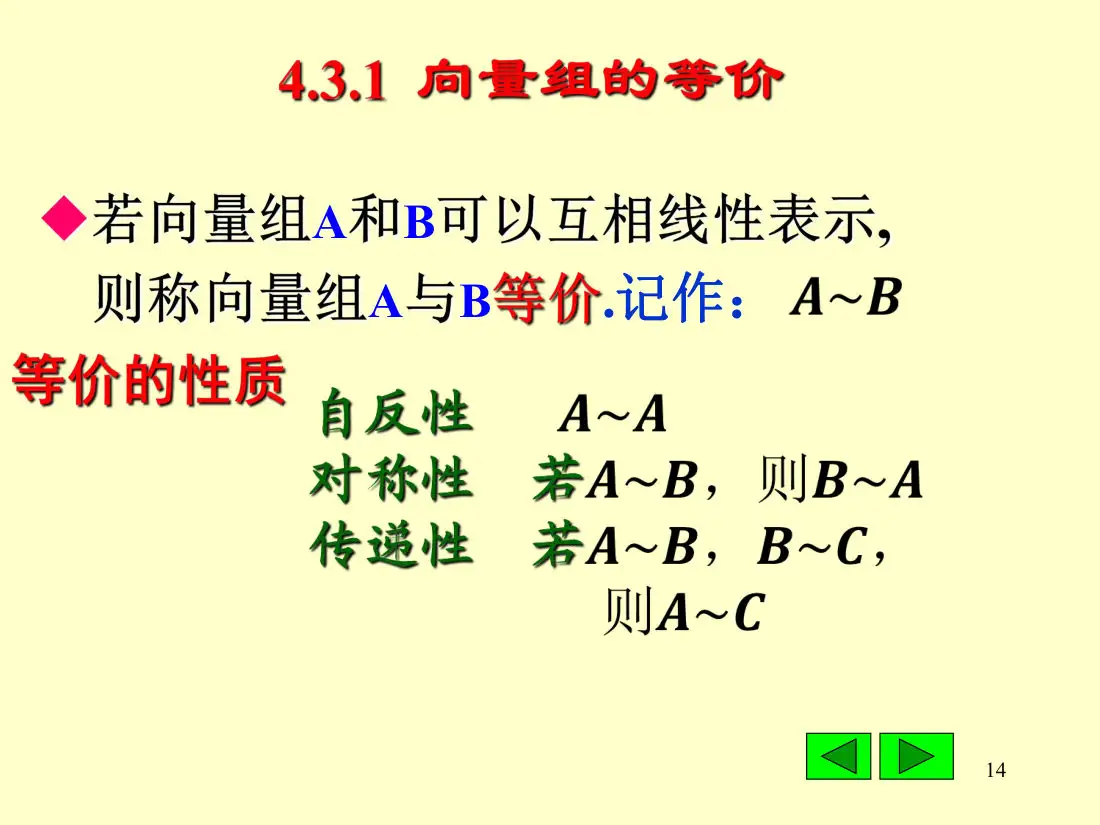 4.3.1 向量组的等价
若向量组A和B可以互相线性表示,
则称向量组A与B等价.记作： A~B
等价的性质
自反性 A~A
对称性 若A~B，则B~A
传递性 若A~B，B~C，
则A~C
14